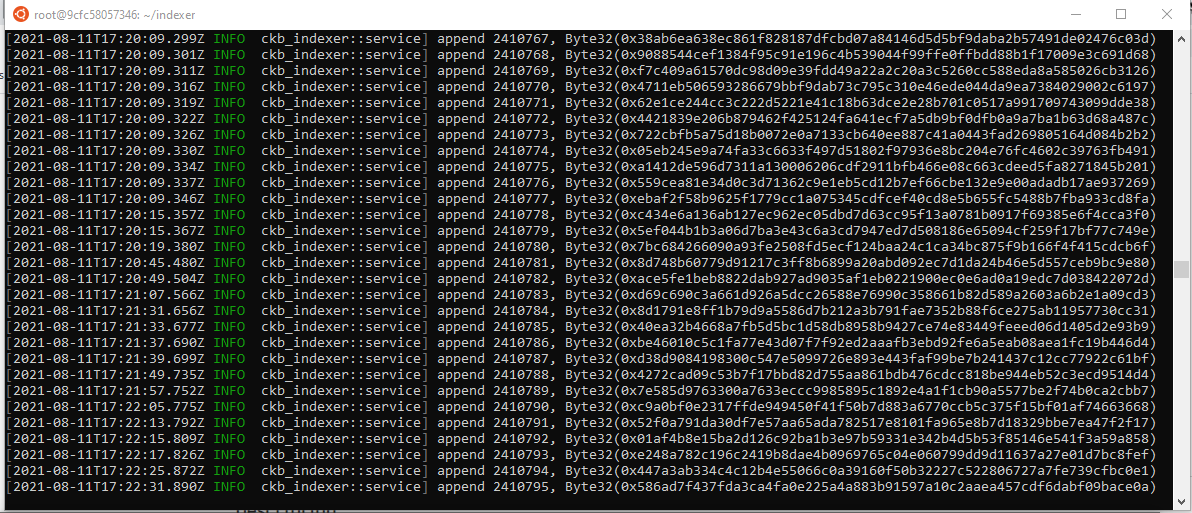 root@9cfc58057346: ~/indexer
[2021-08-11T17:20:09.299Z INFO  ckb_indexer::service] append 2410767, Byte32(0x38ab6ea638ec861f828187dfcbd07a84146d5d5bf9daba2b57491de02476c03d)
[2021-08-11T17:20:09.301Z INFO  ckb_indexer::service] append 2410768, Byte32(0x9088544cef1384f95c91e196c4b539044f99ffe0ffbdd88b1f17009e3c691d68)
[2021-08-11T17:20:09.311Z INFO  ckb_indexer::service] append 2410769, Byte32(0xf7c409a61570dc98d09e39fdd49a22a2c20a3c5260cc588eda8a585026cb3126)
[2021-08-11T17:20:09.316Z INFO  ckb_indexer::service] append 2410770, Byte32(0x4711eb506593286679bbf9dab73c795c310e46ede044da9ea7384029002c6197)
[2021-08-11T17:20:09.319Z INFO  ckb_indexer::service] append 2410771, Byte32(0x62e1ce244cc3c222d5221e41c18b63dce2e28b701c0517a991709743099dde38)
[2021-08-11T17:20:09.322Z INFO  ckb_indexer::service] append 2410772, Byte32(0x4421839e206b879462f425124fa641ecf7a5db9bf0dfb0a9a7ba1b63d68a487c)
[2021-08-11T17:20:09.326Z INFO  ckb_indexer::service] append 2410773, Byte32(0x722cbfb5a75d18b0072e0a7133cb640ee887c41a0443fad269805164d084b2b2)
[2021-08-11T17:20:09.330Z INFO  ckb_indexer::service] append 2410774, Byte32(0x05eb245e9a74fa33c6633f497d51802f97936e8bc204e76fc4602c39763fb491)
[2021-08-11T17:20:09.334Z INFO  ckb_indexer::service] append 2410775, Byte32(0xa1412de596d7311a130006206cdf2911bfb466e08c663cdeed5fa8271845b201)
[2021-08-11T17:20:09.337Z INFO  ckb_indexer::service] append 2410776, Byte32(0x559cea81e34d0c3d71362c9e1eb5cd12b7ef66cbe132e9e00adadb17ae937269)
[2021-08-11T17:20:09.346Z INFO  ckb_indexer::service] append 2410777, Byte32(0xebaf2f58b9625f1779cc1a075345cdfcef40cd8e5b655fc5488b7fba933cd8fa)
[2021-08-11T17:20:15.357Z INFO  ckb_indexer::service] append 2410778, Byte32(0xc434e6a136ab127ec962ec05dbd7d63cc95f13a0781b0917f69385e6f4cca3f0)
[2021-08-11T17:20:15.367Z INFO  ckb_indexer::service] append 2410779, Byte32(0x5ef044b1b3a06d7ba3e43c6a3cd7947ed7d508186e65094cf259f17bf77c749e)
[2021-08-11T17:20:19.380Z INFO  ckb_indexer::service] append 2410780, Byte32(0x7bc684266090a93fe2508fd5ecf124baa24c1ca34bc875f9b166f4f415cdcb6f)
[2021-08-11T17:20:45.480Z INFO  ckb_indexer::service] append 2410781, Byte32(0x8d748b60779d91217c3ff8b6899a20abd092ec7d1da24b46e5d557ceb9bc9e80)
[2021-08-11T17:20:49.504Z INFO  ckb_indexer::service] append 2410782, Byte32(0xace5fe1beb8822dab927ad9035af1eb0221900ec0e6ad0a19edc7d038422072d)
[2021-08-11T17:21:07.566Z INFO  ckb_indexer::service] append 2410783, Byte32(0xd69c690c3a661d926a5dcc26588e76990c358661b82d589a2603a6b2e1a09cd3)
[2021-08-11T17:21:31.656Z INFO  ckb_indexer::service] append 2410784, Byte32(0x8d1791e8ff1b79d9a5586d7b212a3b791fae7352b88f6ce275ab11957730cc31)
[2021-08-11T17:21:33.677Z INFO  ckb_indexer::service] append 2410785, Byte32(0x40ea32b4668a7fb5d5bc1d58db8958b9427ce74e83449feeed06d1405d2e93b9)
[2021-08-11T17:21:37.690Z INFO  ckb_indexer::service] append 2410786, Byte32(0xbe46010c5c1fa77e43d07f7f92ed2aaafb3ebd92fe6a5eab08aea1fc19b446d4)
[2021-08-11T17:21:39.699Z INFO  ckb_indexer::service] append 2410787, Byte32(0xd38d9084198300c547e5099726e893e443faf99be7b241437c12cc77922c61bf)
[2021-08-11T17:21:49.735Z INFO  ckb_indexer::service] append 2410788, Byte32(0x4272cad09c53b7f17bbd82d755aa861bdb476cdcc818be944eb52c3ecd9514d4)
[2021-08-11T17:21:57.752Z INFO  ckb_indexer::service] append 2410789, Byte32(0x7e585d9763300a7633eccc9985895c1892e4a1f1cb90a5577be2f74b0ca2cbb7)
[2021-08-11T17:22:05.775Z INFO  ckb_indexer::service] append 2410790, Byte32(0xc9a0bf0e2317ffde949450f41f50b7d883a6770ccb5c375f15bf01af74663668)
[2021-08-11T17:22:13.792Z INFO  ckb_indexer::service] append 2410791, Byte32(0x52f0a791da30df7e57aa65ada782517e8101fa965e8b7d18329bbe7ea47f2f17)
[2021-08-11T17:22:15.809Z INFO  ckb_indexer::service] append 2410792, Byte32(0x01af4b8e15ba2d126c92ba1b3e97b59331e342b4d5b53f85146e541f3a59a858)
[2021-08-11T17:22:17.826Z INFO  ckb_indexer::service] append 2410793, Byte32(0xe248a782c196c2419b8dae4b0969765c04e060799dd9d11637a27e01d7bc8fef)
[2021-08-11T17:22:25.872Z INFO  ckb_indexer::service] append 2410794, Byte32(0x447a3ab334c4c12b4e55066c0a39160f50b32227c522806727a7fe739cfbc0e1)
[2021-08-11T17:22:31.890Z INFO  ckb_indexer::service] append 2410795, Byte32(0x586ad7f437fda3ca4fa0e225a4a883b91597a10c2aaea457cdf6dabf09bace0a)